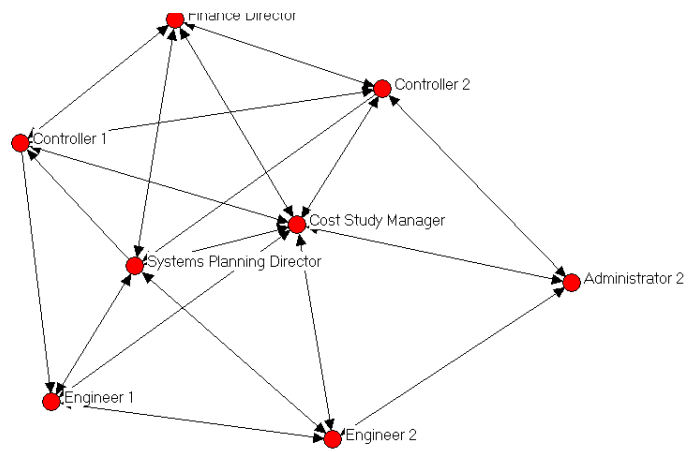 Finance Director
Controller 2
Controller 1
Cost Study Manager
Systems Planning Director
Administrator 2
Engineer 1
Engineer 2